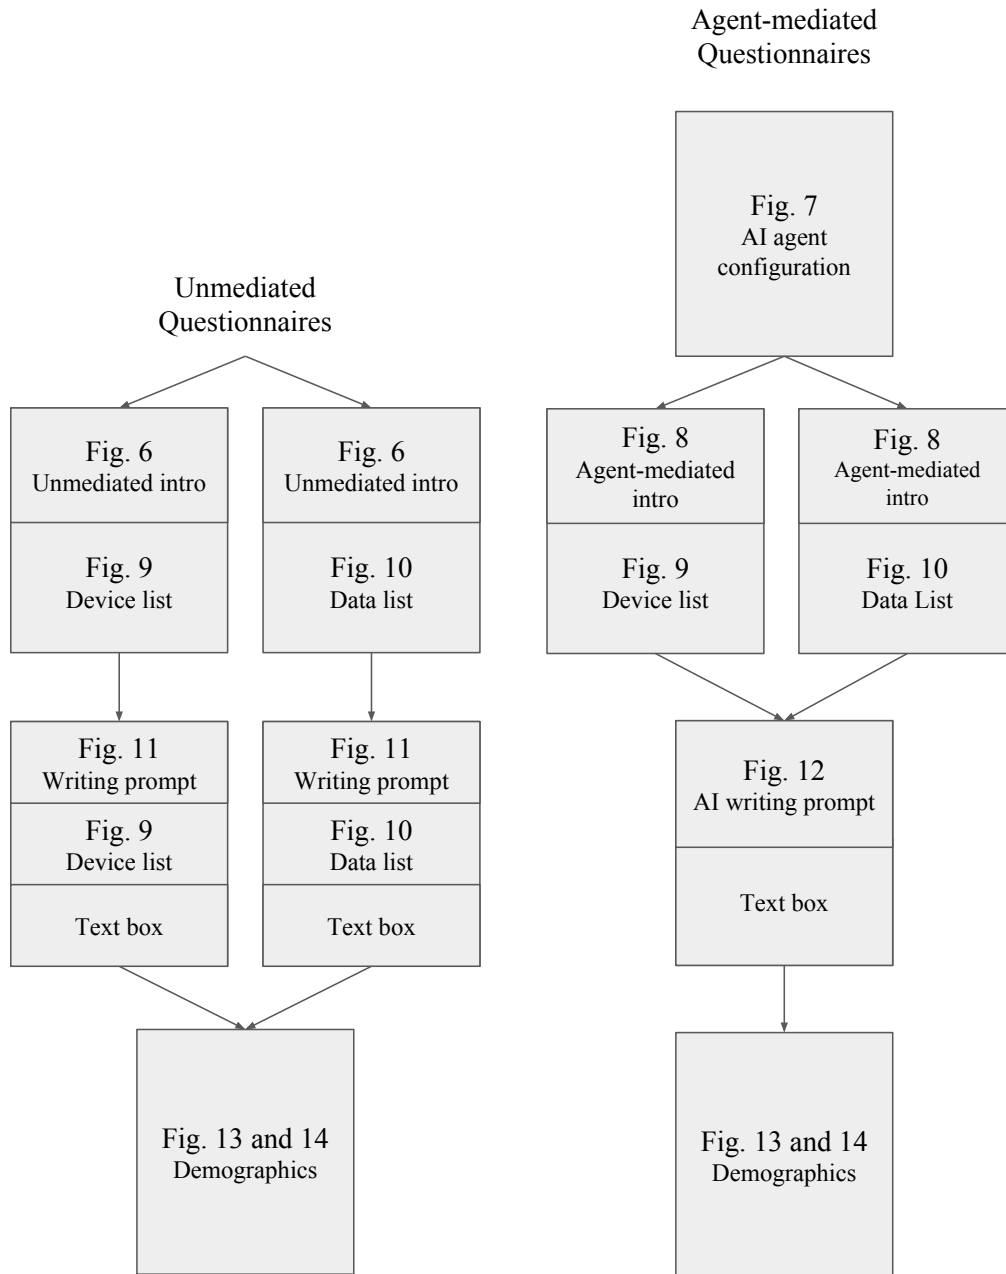 Agent-mediated
Questionnaires
Fig. 7
AI agent
configuration
Unmediated
Questionnaires
Fig. 6
Unmediated intro
Fig. 6
Unmediated intro
Fig. 8
Agent-mediated
intro
Fig. 8
Agent-mediated
intro
Fig. 9
Device list
Fig. 10
Data list
Fig. 9
Device list
Fig. 10
Data List
Fig. 11
Writing prompt
Fig. 11
Writing prompt
Fig. 12
AI writing prompt
Fig. 9
Device list
Fig. 10
Data list
Text box
Text box
Text box
Fig. 13 and 14
Demographics
Fig. 13 and 14
Demographics